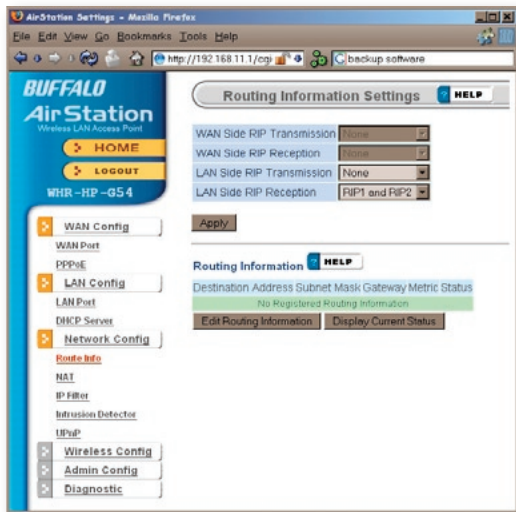 AirStation Settings - Mozilla Firefox
File Edit View Go Bookmarks Tools Help
http://192.168.11.1/cgi
backup software
BUFFALO
AirStation
Wireless LAN Access Point
HOME
LOGOUT
WHR-HP-G54
WAN Config
WAN Port
PPPoE
LAN Config
LAN Port
DHCP Server
Network Config
Route Info
NAT
IP Filter
Intrusion Detector
UPnP
Wireless Config
Admin Config
Diagnostic
Routing Information Settings ? HELP
WAN Side RIP Transmission None
WAN Side RIP Reception None
LAN Side RIP Transmission None
LAN Side RIP Reception RIP1 and RIP2
Apply
Routing Information ? HELP
Destination Address Subnet Mask Gateway Metric Status
No Registered Routing Information
Edit Routing Information Display Current Status